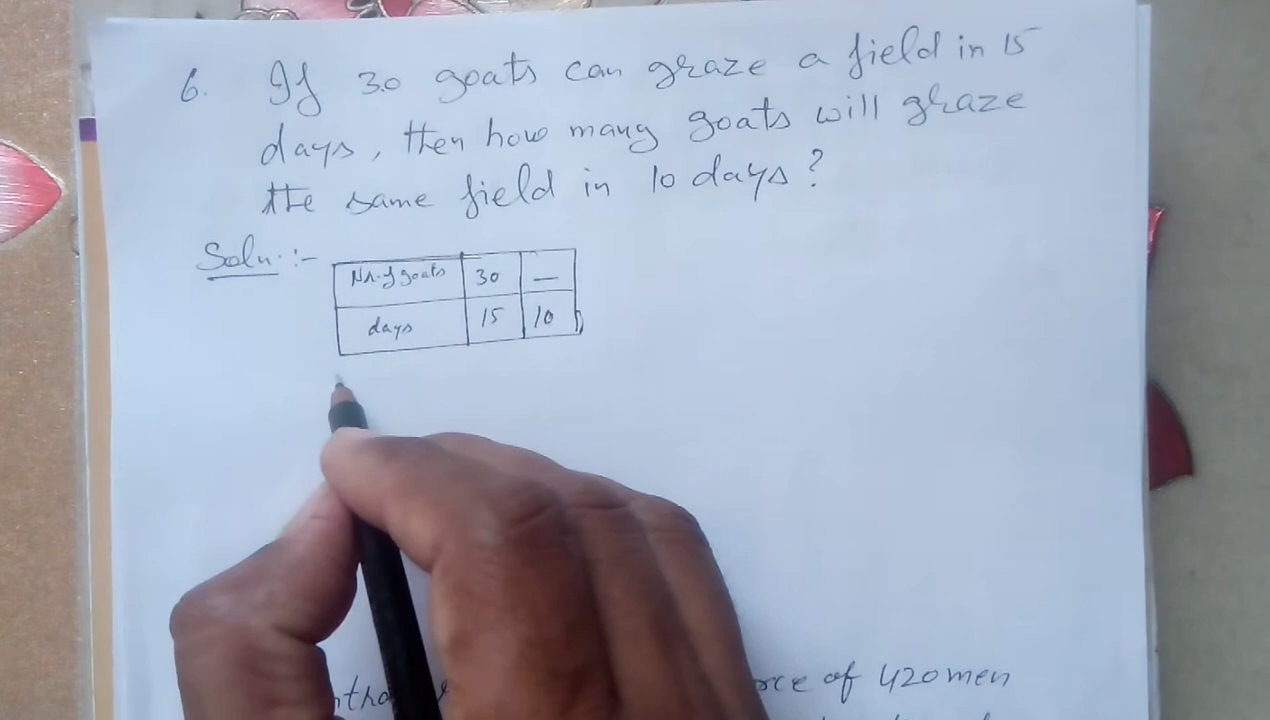 6. If 30 goats can graze a field in 15
days, then how many goats will graze
the same field in 10 days?
Soln. :-
No. of goats 30 —
days 15 10
of 420 men